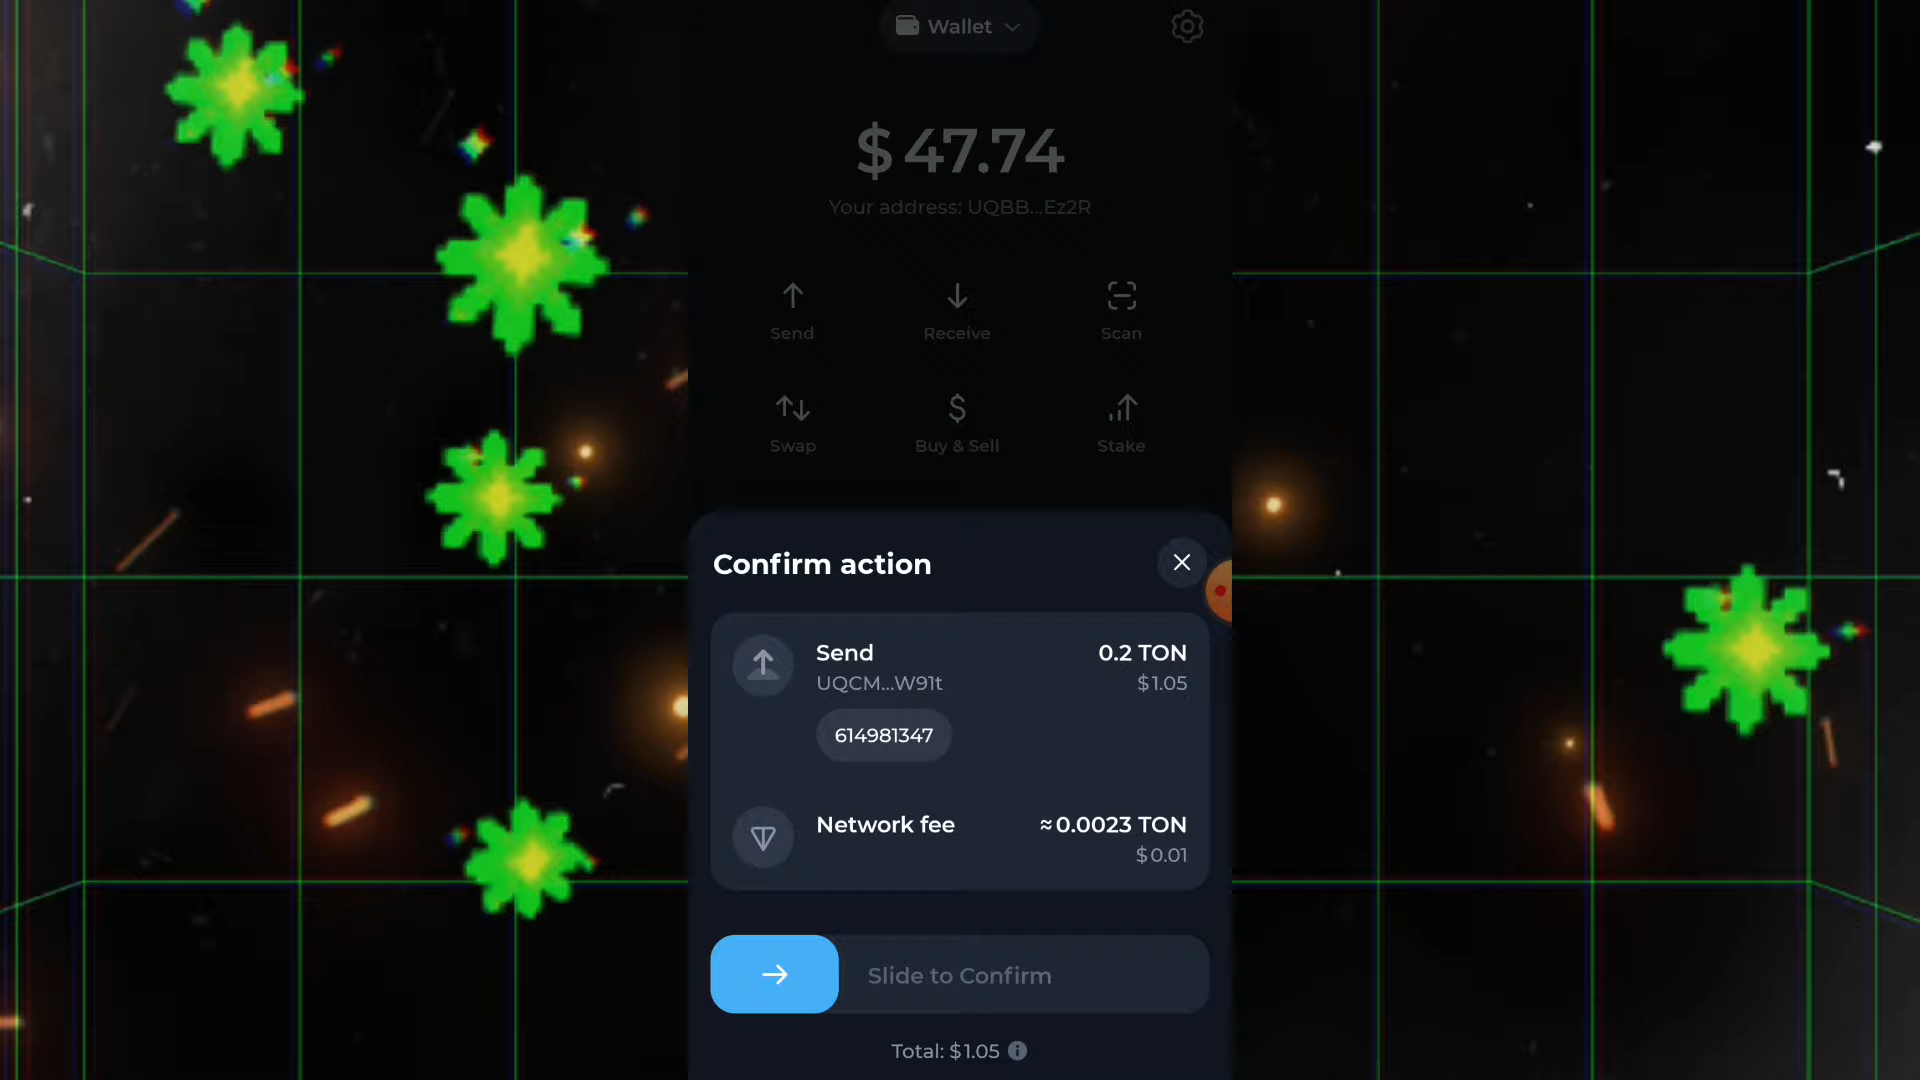 Wallet
$ 47.74
Your address: UQBB...Ez2R
Send
Receive
Scan
Swap
Buy & Sell
Stake
Confirm action
Send
0.2 TON
UQCM...W91t
$1.05
614981347
Network fee
≈0.0023 TON
$0.01
Slide to Confirm
Total: $1.05